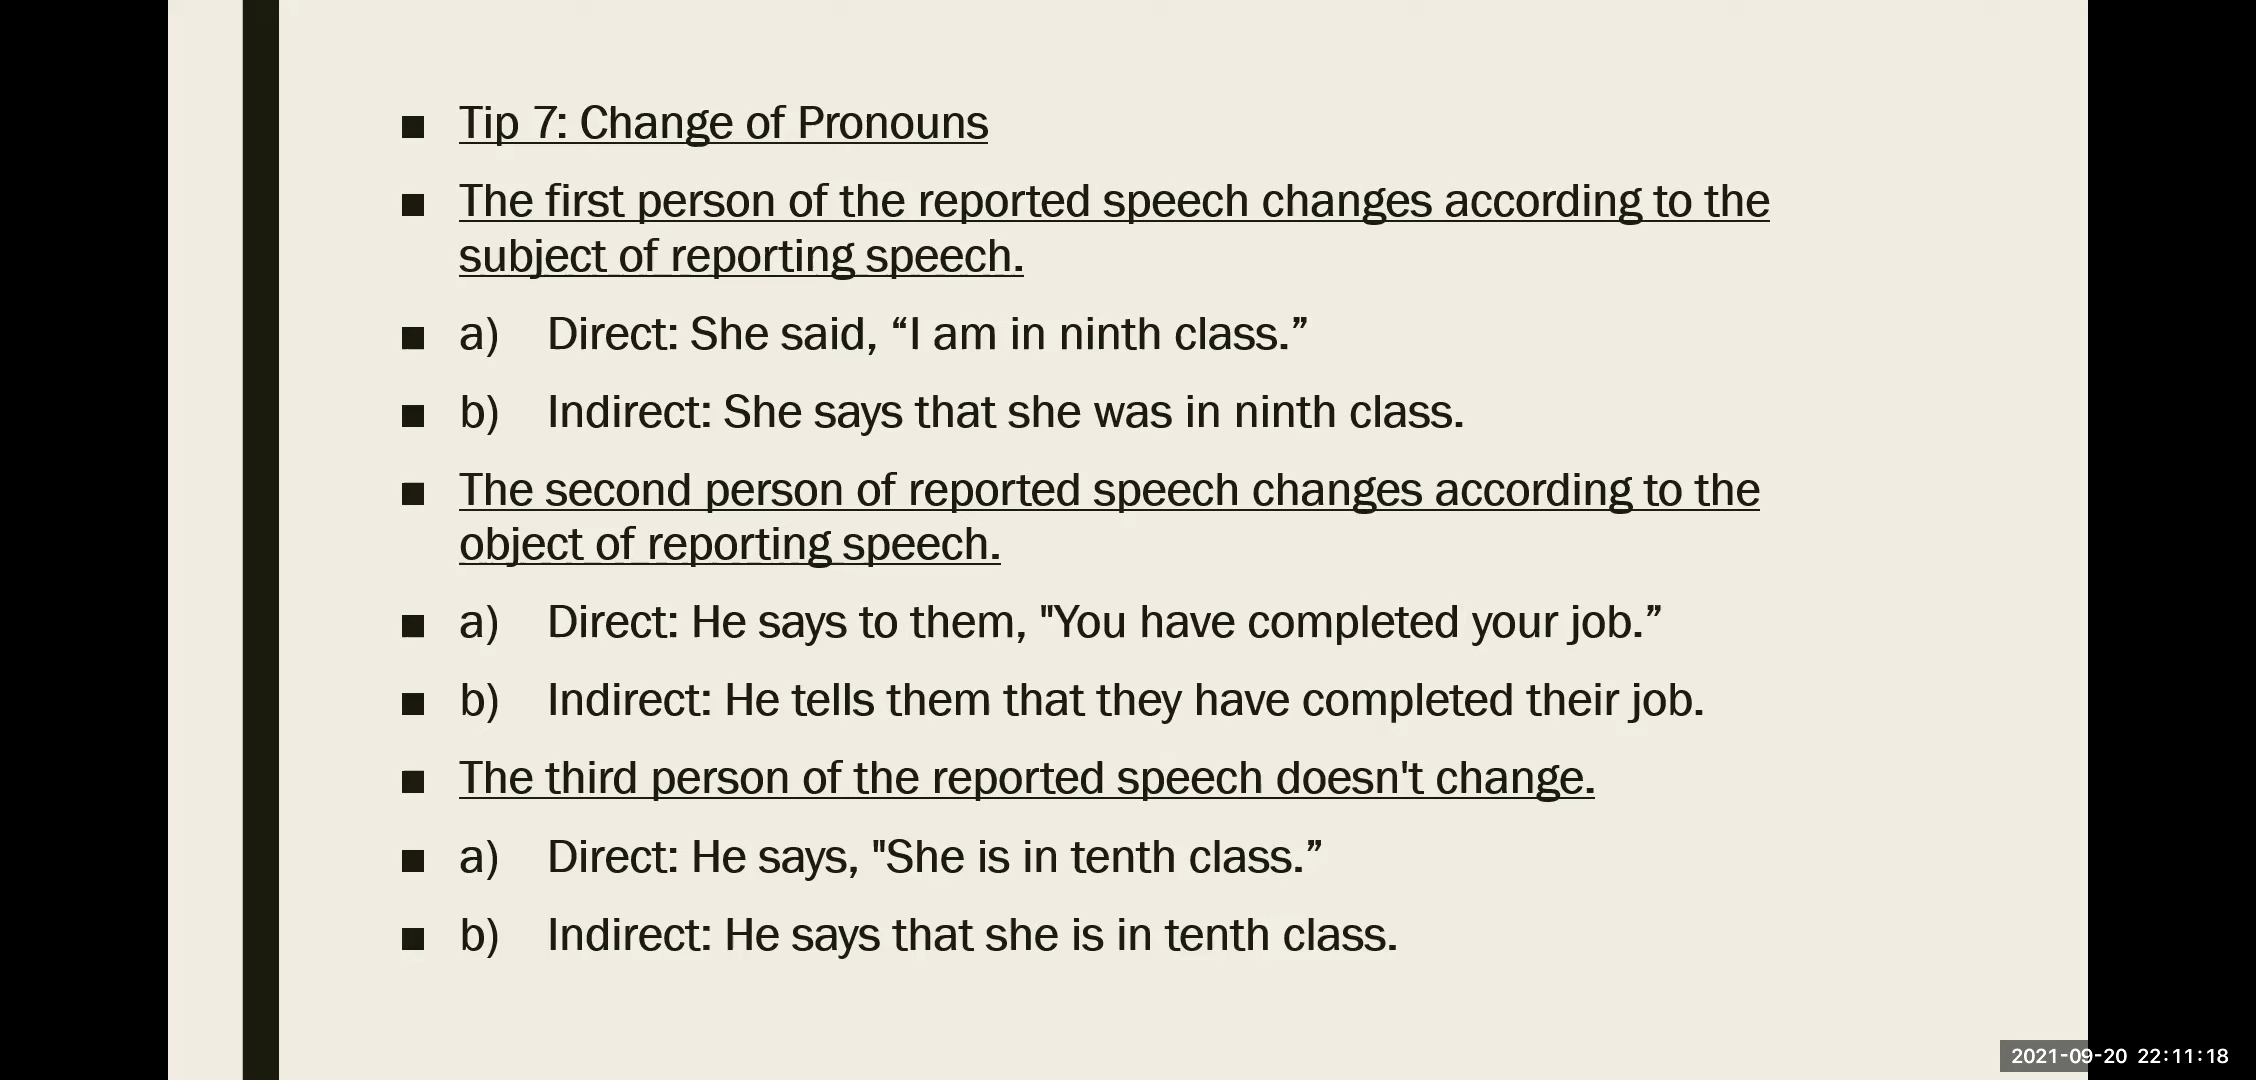 ■ Tip 7: Change of Pronouns
■ The first person of the reported speech changes according to the
subject of reporting speech.
■ a) Direct: She said, “I am in ninth class.”
■ b) Indirect: She says that she was in ninth class.
■ The second person of reported speech changes according to the
object of reporting speech.
■ a) Direct: He says to them, "You have completed your job.”
■ b) Indirect: He tells them that they have completed their job.
■ The third person of the reported speech doesn't change.
■ a) Direct: He says, "She is in tenth class.”
■ b) Indirect: He says that she is in tenth class.
2021-09-20 22:11:18